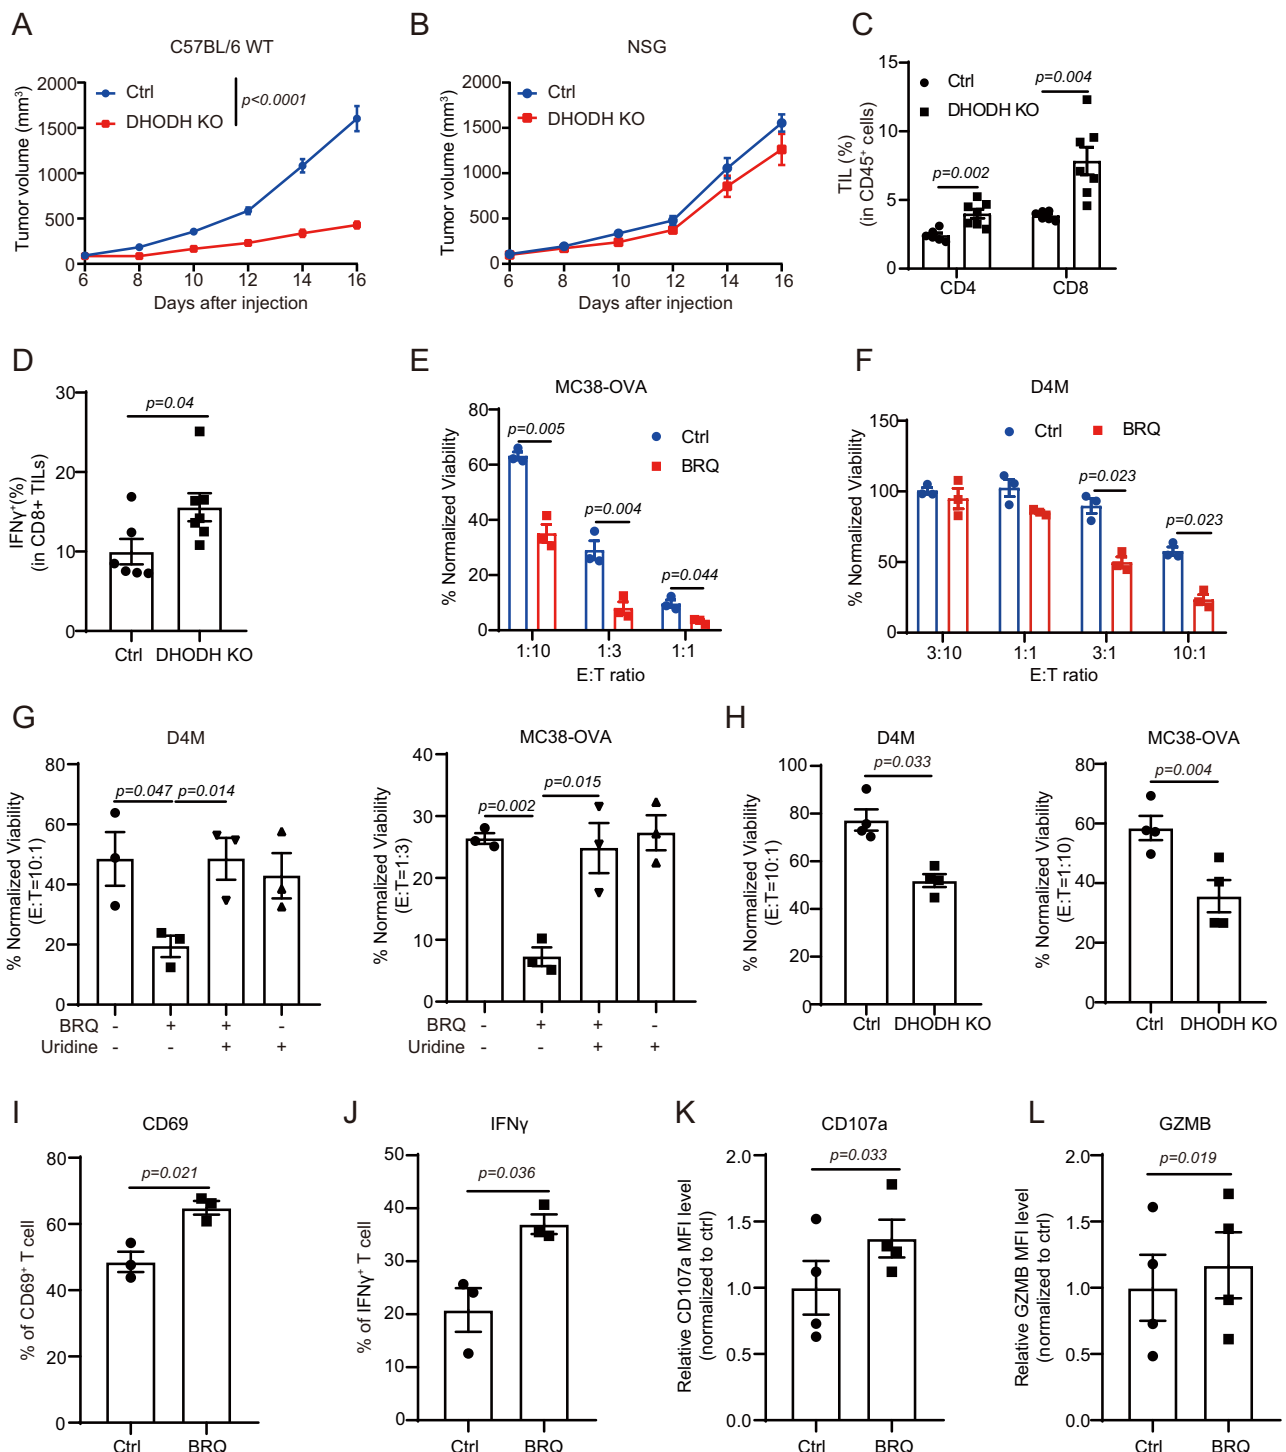 A
C57BL/6 WT
Tumor volume (mm³)
2000
1500
1000
500
0
Ctrl
DHODH KO
p<0.0001
6 8 10 12 14 16
Days after injection
B
NSG
Tumor volume (mm³)
2000
1500
1000
500
0
Ctrl
DHODH KO
6 8 10 12 14 16
Days after injection
C
TIL (%)
(in CD45⁺ cells)
15
10
5
0
Ctrl
DHODH KO
p=0.004
p=0.002
CD4 CD8
D
IFNγ⁺(%)
(in CD8+ TILs)
30
20
10
0
p=0.04
Ctrl DHODH KO
E
MC38-OVA
% Normalized Viability
80
60
40
20
0
p=0.005
p=0.004
p=0.044
Ctrl
BRQ
1:10 1:3 1:1
E:T ratio
F
D4M
% Normalized Viability
150
100
50
0
Ctrl
BRQ
p=0.023
p=0.023
3:10 1:1 3:1 10:1
E:T ratio
G
D4M
% Normalized Viability
(E:T=10:1)
80
60
40
20
0
p=0.047 p=0.014
BRQ - + + -
Uridine - - + +
MC38-OVA
% Normalized Viability
(E:T=1:3)
40
30
20
10
0
p=0.002
p=0.015
- + + -
- - + +
H
D4M
% Normalized Viability
(E:T=10:1)
100
80
60
40
20
0
p=0.033
Ctrl DHODH KO
MC38-OVA
% Normalized Viability
(E:T=1:10)
80
60
40
20
0
p=0.004
Ctrl DHODH KO
I
CD69
% of CD69⁺ T cell
80
60
40
20
0
p=0.021
Ctrl BRQ
J
IFNγ
% of IFNγ⁺ T cell
50
40
30
20
10
0
p=0.036
Ctrl BRQ
K
CD107a
Relative CD107a MFI level
(normalized to ctrl)
2.0
1.5
1.0
0.5
0.0
p=0.033
Ctrl BRQ
L
GZMB
Relative GZMB MFI level
(normalized to ctrl)
2.0
1.5
1.0
0.5
0.0
p=0.019
Ctrl BRQ